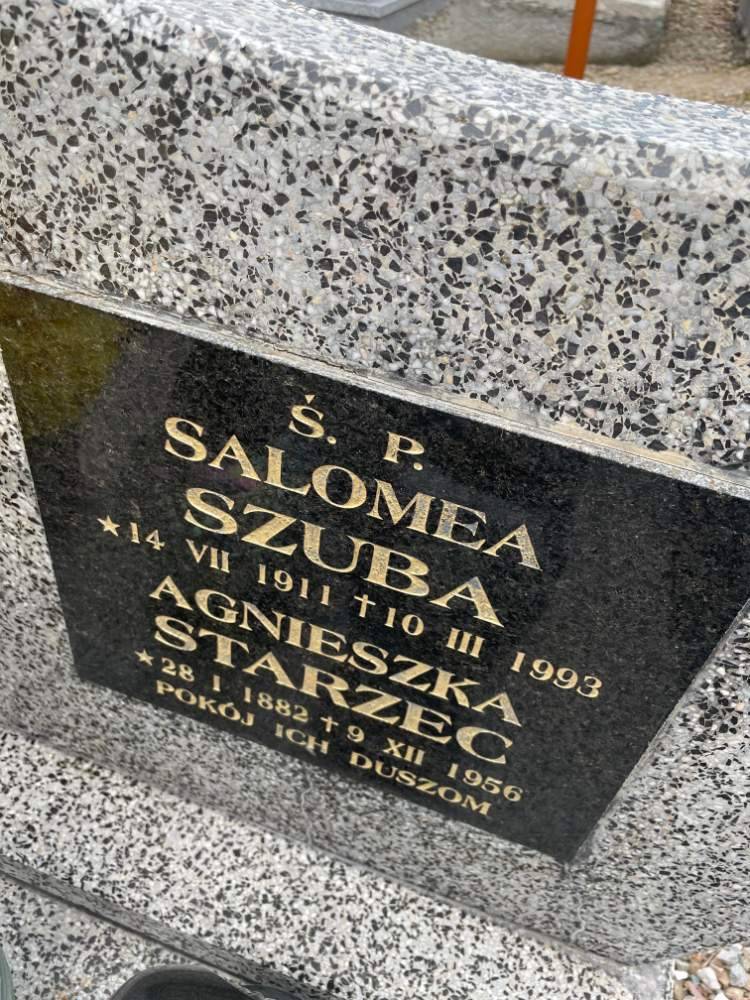 Ś. P.
SALOMEA
SZUBA
★14 VII 1911 †10 III 1993
AGNIESZKA
STARZEC
★28 I 1882 †9 XII 1956
POKÓJ ICH DUSZOM